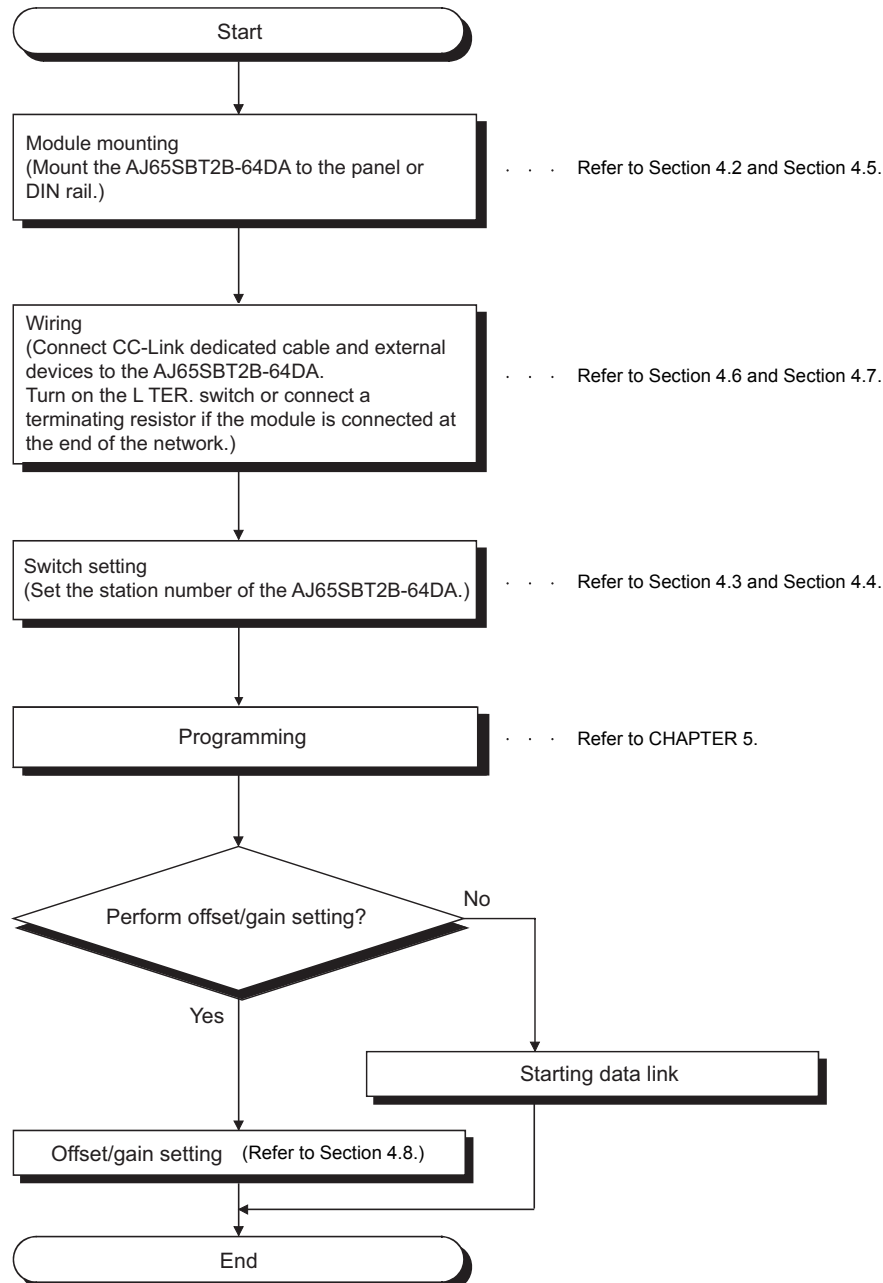 Start
Module mounting
(Mount the AJ65SBT2B-64DA to the panel or
DIN rail.)
· · · Refer to Section 4.2 and Section 4.5.
Wiring
(Connect CC-Link dedicated cable and external
devices to the AJ65SBT2B-64DA.
Turn on the L TER. switch or connect a
terminating resistor if the module is connected at
the end of the network.)
· · · Refer to Section 4.6 and Section 4.7.
Switch setting
(Set the station number of the AJ65SBT2B-64DA.)
· · · Refer to Section 4.3 and Section 4.4.
Programming
· · · Refer to CHAPTER 5.
Perform offset/gain setting?
No
Yes
Starting data link
Offset/gain setting (Refer to Section 4.8.)
End